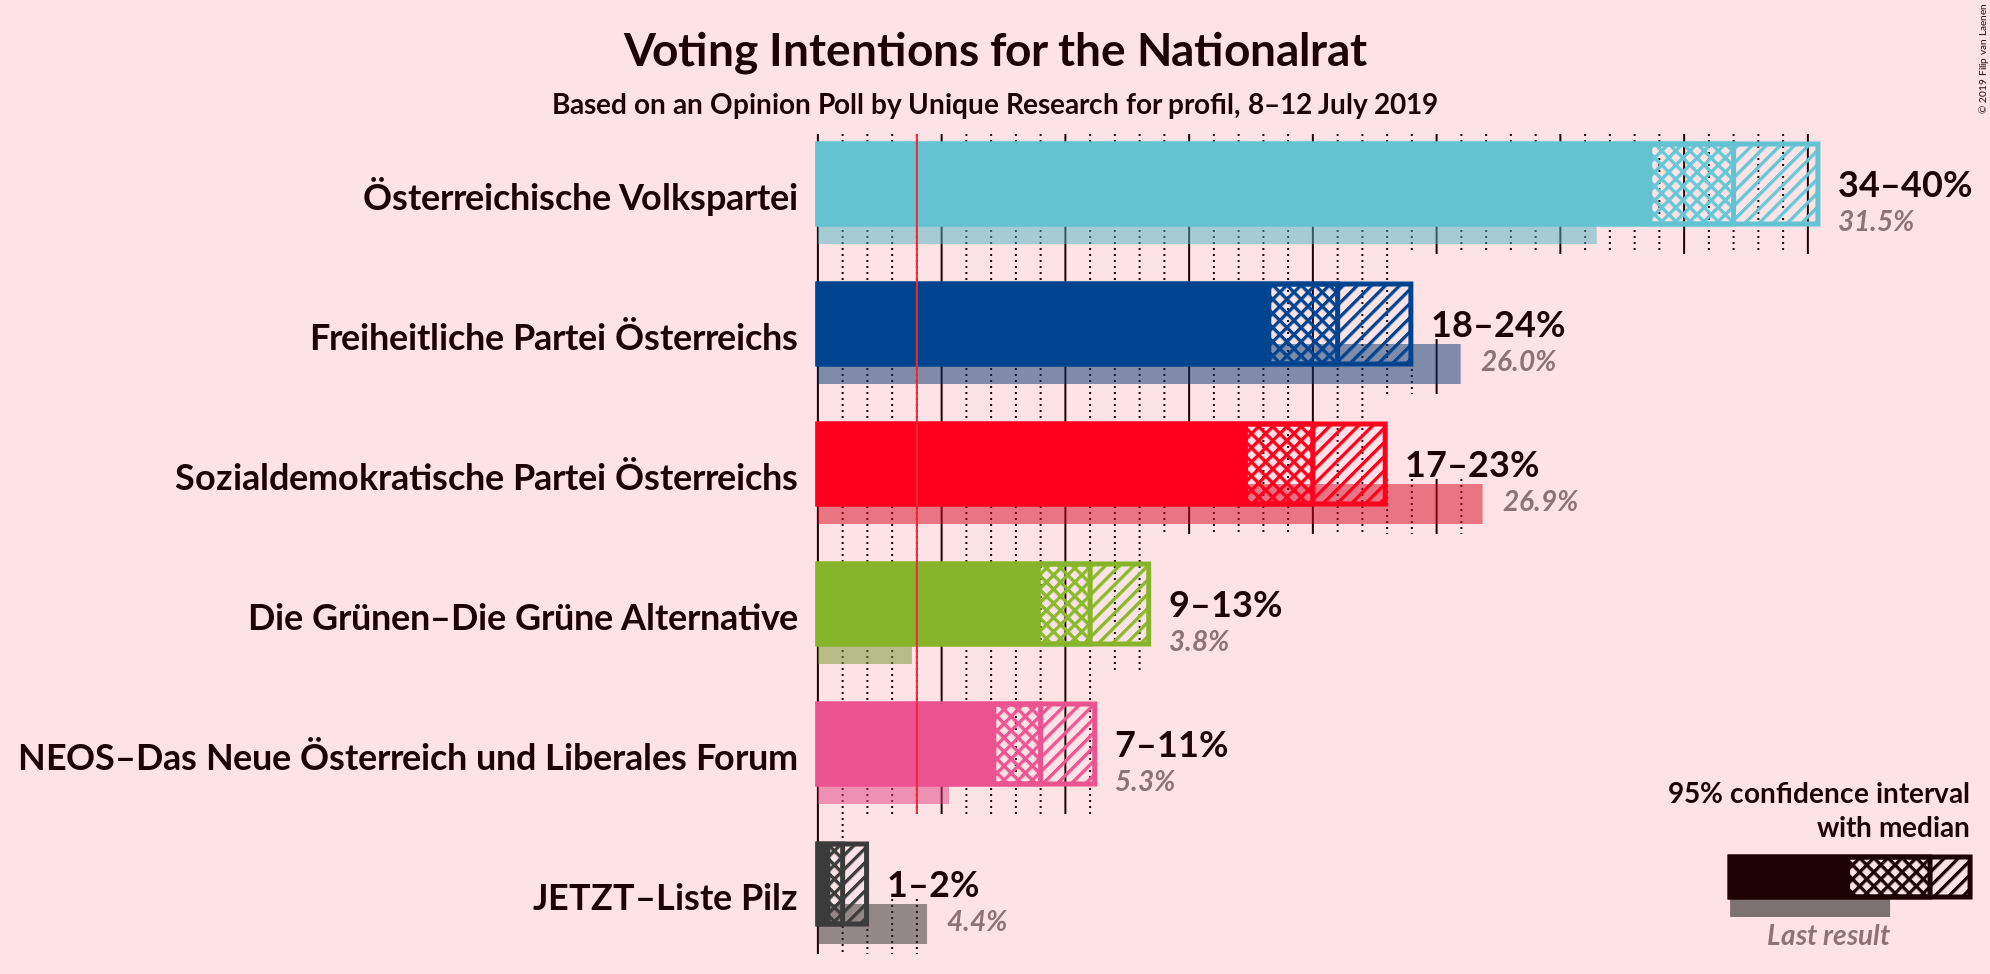 Voting Intentions for the Nationalrat
Based on an Opinion Poll by Unique Research for profil, 8–12 July 2019
© 2019 Filip van Laenen
Österreichische Volkspartei
34–40%
31.5%
Freiheitliche Partei Österreichs
18–24%
26.0%
Sozialdemokratische Partei Österreichs
17–23%
26.9%
Die Grünen–Die Grüne Alternative
9–13%
3.8%
NEOS–Das Neue Österreich und Liberales Forum
7–11%
5.3%
JETZT–Liste Pilz
1–2%
4.4%
95% confidence interval
with median
Last result